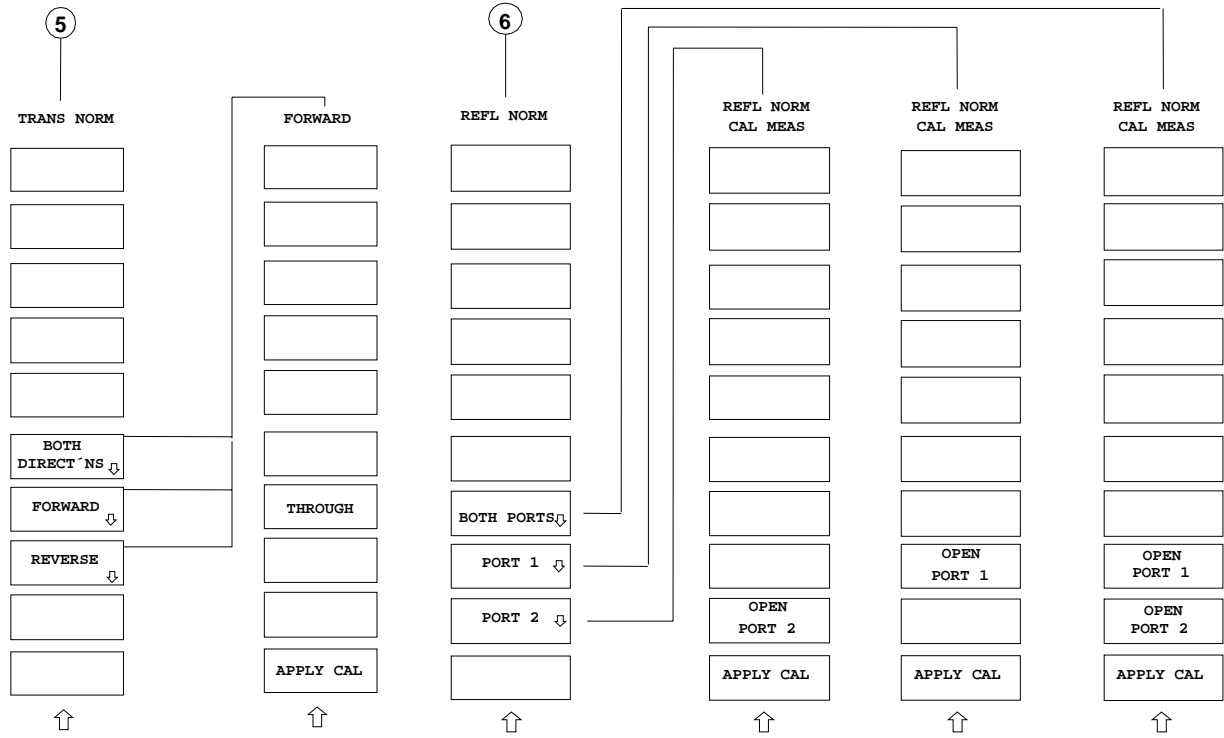 5
TRANS NORM
BOTH
DIRECT´NS
FORWARD
REVERSE
FORWARD
THROUGH
APPLY CAL
6
REFL NORM
BOTH PORTS
PORT 1
PORT 2
REFL NORM
CAL MEAS
OPEN
PORT 2
APPLY CAL
REFL NORM
CAL MEAS
OPEN
PORT 1
APPLY CAL
REFL NORM
CAL MEAS
OPEN
PORT 1
OPEN
PORT 2
APPLY CAL